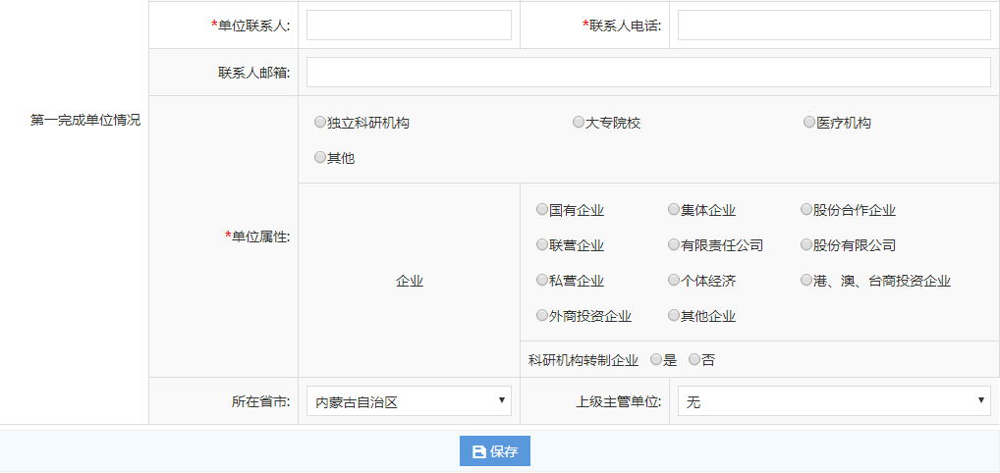 *单位联系人: *联系人电话:
联系人邮箱:
第一完成单位情况
独立科研机构 大专院校 医疗机构
其他
*单位属性:
企业
国有企业 集体企业 股份合作企业
联营企业 有限责任公司 股份有限公司
私营企业 个体经济 港、澳、台商投资企业
外商投资企业 其他企业
科研机构转制企业 是 否
所在省市: 内蒙古自治区 上级主管单位: 无
保存